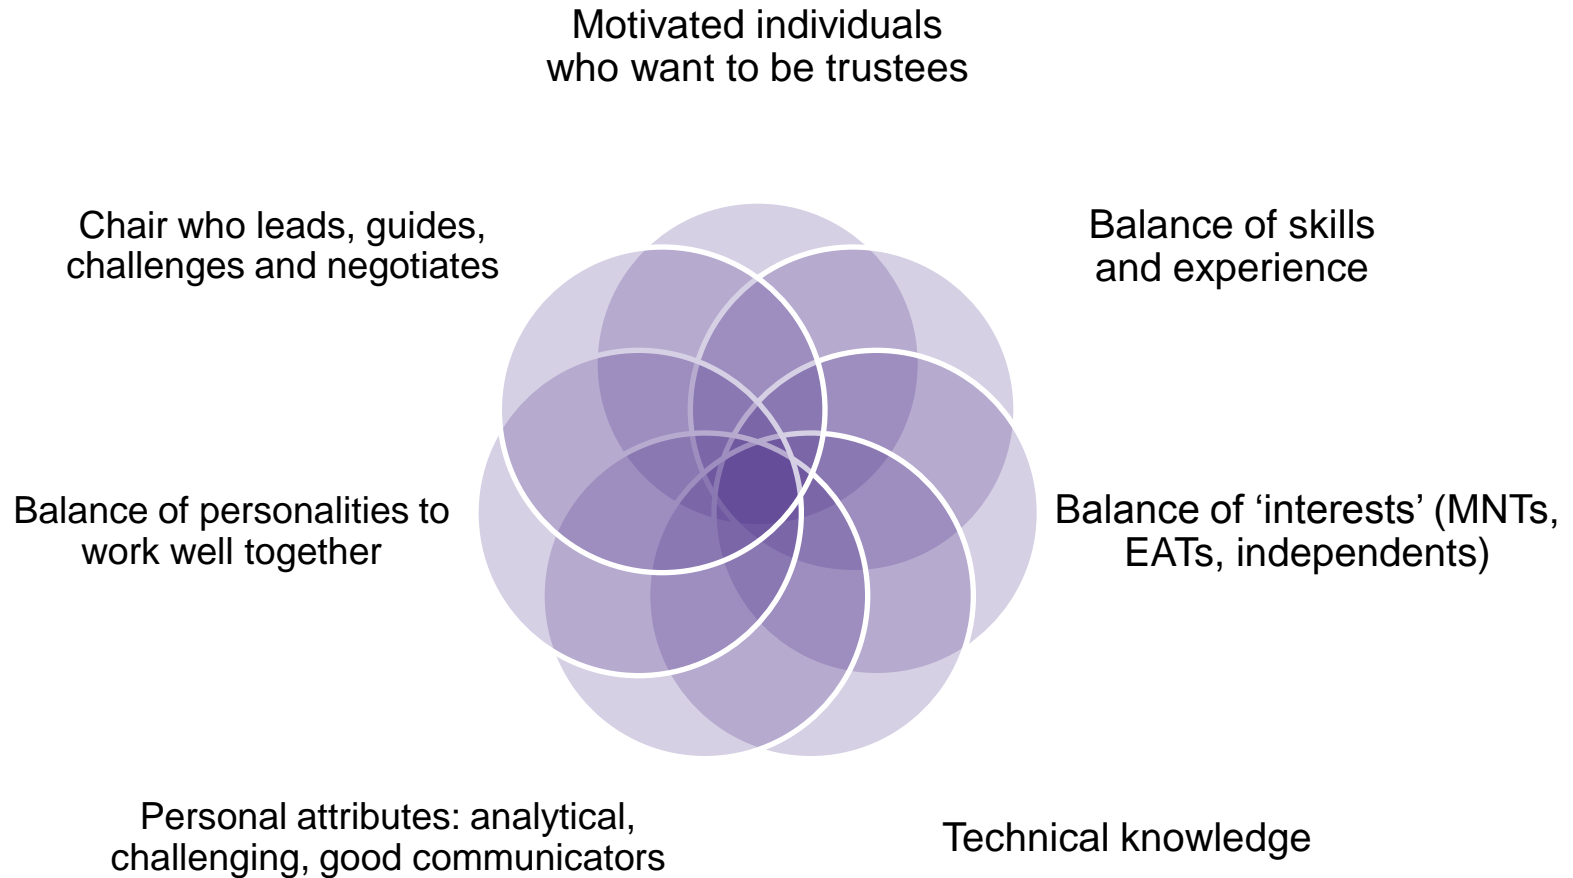 Motivated individuals
who want to be trustees
Chair who leads, guides,
challenges and negotiates
Balance of skills
and experience
Balance of personalities to
work well together
Balance of ‘interests’ (MNTs,
EATs, independents)
Personal attributes: analytical,
challenging, good communicators
Technical knowledge